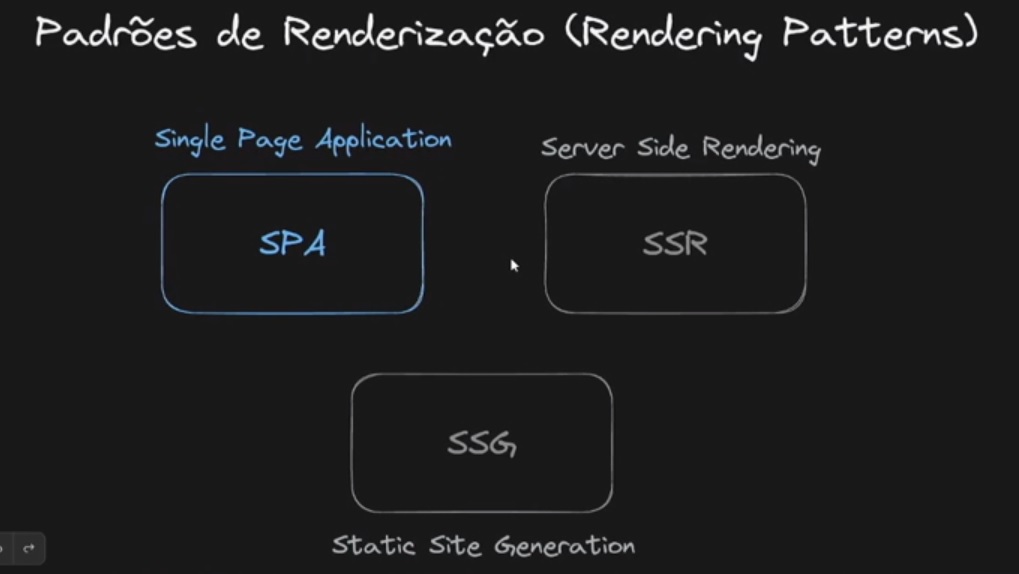 Padrões de Renderização (Rendering Patterns)
Single Page Application
Server Side Rendering
SPA
SSR
SSG
Static Site Generation